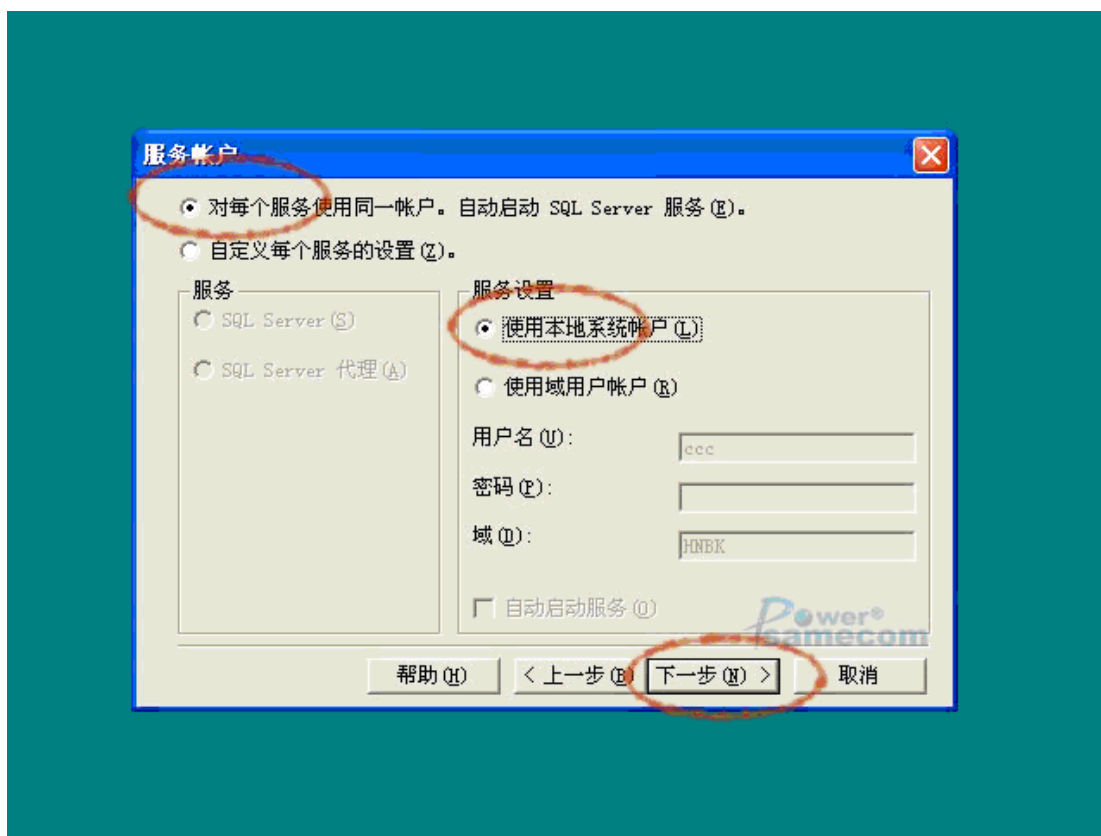 服务帐户
对每个服务使用同一帐户。自动启动 SQL Server 服务(E)。
自定义每个服务的设置(Z)。
服务
SQL Server(S)
SQL Server 代理(A)
服务设置
使用本地系统帐户(L)
使用域用户帐户(R)
用户名(U):
ccc
密码(P):
域(D):
HNBK
自动启动服务(O)
Power®
samecom
帮助(H)
< 上一步(B)
下一步(N) >
取消